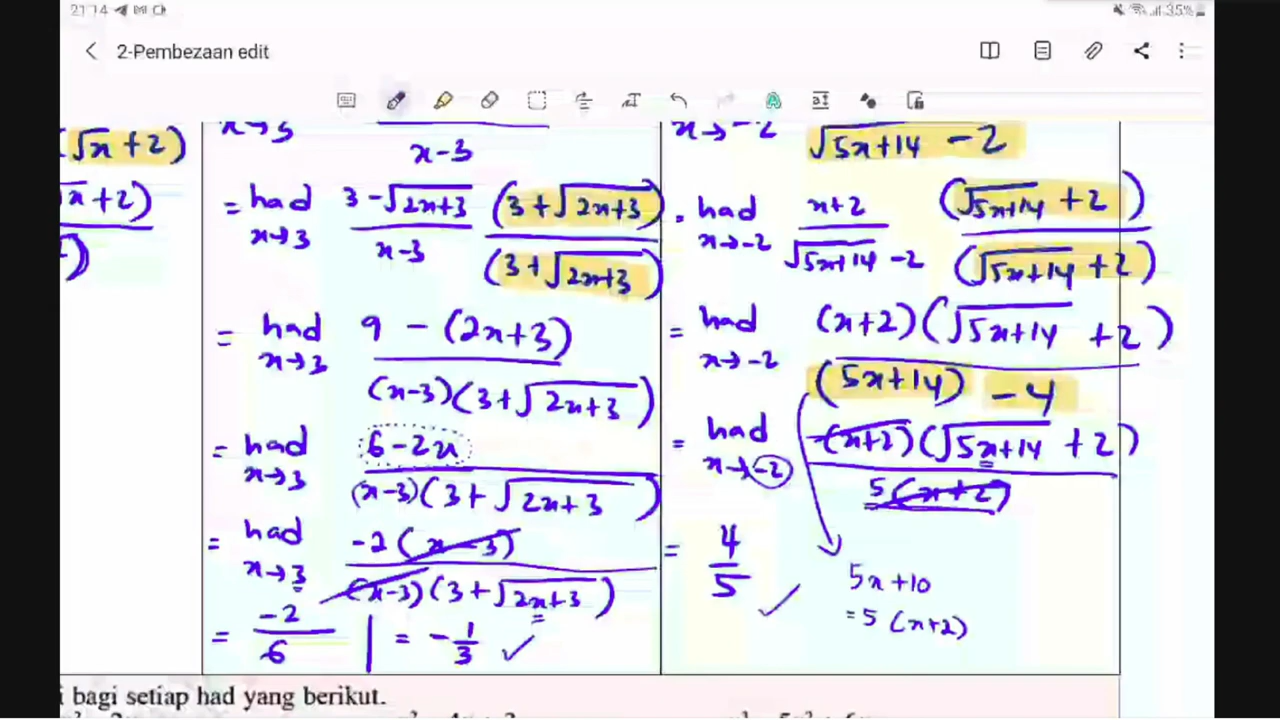 21:14
35%
2-Pembezaan edit
(√x + 2)
x + 2)
x→3
x-3
= had x→3 3-√2x+3 / x-3 (3+√2x+3) / (3+√2x+3)
= had x→3 9 - (2x+3) / (x-3)(3+√2x+3)
= had x→3 6-2x / (x-3)(3+√2x+3)
= had x→3 -2(x-3) / (x-3)(3+√2x+3)
= -2/6 | = -1/3 ✓
x→-2 √5x+14 - 2
= had x→-2 x+2 / √5x+14 -2 (√5x+14 +2) / (√5x+14 +2)
= had x→-2 (x+2)(√5x+14 +2) / (5x+14) -4
= had x→-2 (x+2)(√5x+14 +2) / 5(x+2)
= 4/5 ✓
5x+10
=5(x+2)
i bagi setiap had yang berikut.